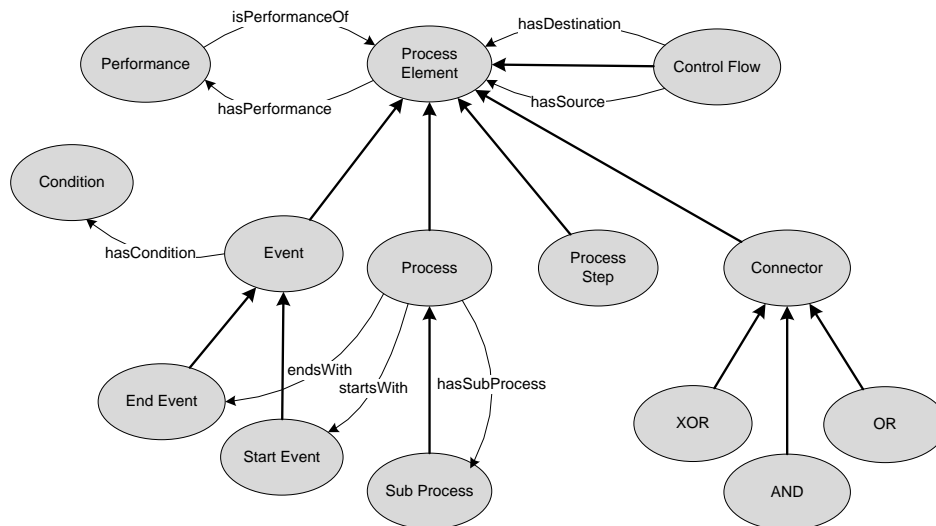 isPerformanceOf
hasDestination
Performance
Process
Element
Control Flow
hasPerformance
hasSource
Condition
hasCondition
Event
Process
Process
Step
Connector
endsWith
startsWith
hasSubProcess
End Event
XOR
OR
Start Event
Sub Process
AND